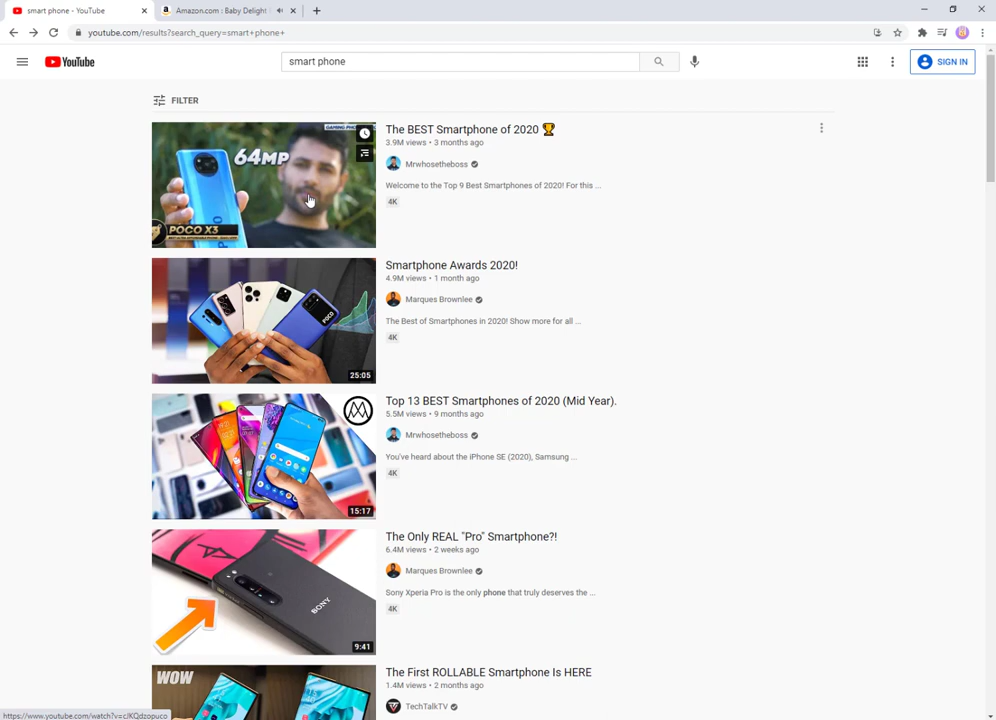 smart phone - YouTube
Amazon.com : Baby Delight
youtube.com/results?search_query=smart+phone+
YouTube
smart phone
SIGN IN
FILTER
64MP
POCO X3
The BEST Smartphone of 2020 🏆
3.9M views • 3 months ago
Mrwhosetheboss
Welcome to the Top 9 Best Smartphones of 2020! For this ...
4K
POCO
25:05
Smartphone Awards 2020!
4.9M views • 1 month ago
Marques Brownlee
The Best of Smartphones in 2020! Show more for all ...
4K
15:17
Top 13 BEST Smartphones of 2020 (Mid Year).
5.5M views • 9 months ago
Mrwhosetheboss
You've heard about the iPhone SE (2020), Samsung ...
4K
SONY
9:41
The Only REAL "Pro" Smartphone?!
6.4M views • 2 weeks ago
Marques Brownlee
Sony Xperia Pro is the only phone that truly deserves the ...
4K
WOW
The First ROLLABLE Smartphone Is HERE
1.4M views • 2 months ago
TechTalkTV
https://www.youtube.com/watch?v=cJKQdzopuco